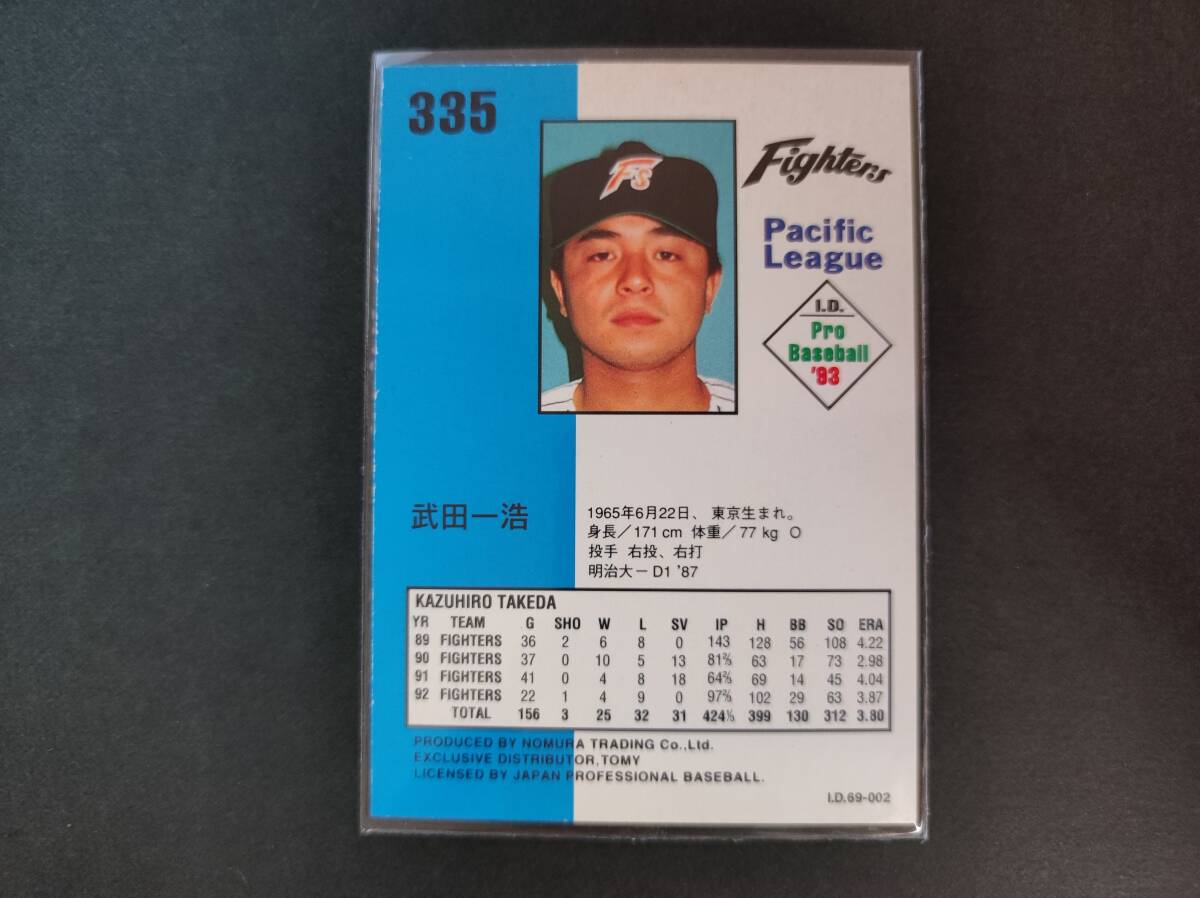 335
Fs
Fighters
Pacific
League
I.D.
Pro
Baseball
'93
武田一浩
1965年6月22日、 東京生まれ。
身長／171cm 体重／77kg O
投手 右投、右打
明治大－D1 '87
KAZUHIRO TAKEDA
YR TEAM G SHO W L SV IP H BB SO ERA
89 FIGHTERS 36 2 6 8 0 143 128 56 108 4.22
90 FIGHTERS 37 0 10 5 13 81⅔ 63 17 73 2.98
91 FIGHTERS 41 0 4 8 18 64⅔ 69 14 45 4.04
92 FIGHTERS 22 1 4 9 0 97⅔ 102 29 63 3.87
TOTAL 156 3 25 32 31 424⅓ 399 130 312 3.80
PRODUCED BY NOMURA TRADING Co.,Ltd.
EXCLUSIVE DISTRIBUTOR,TOMY
LICENSED BY JAPAN PROFESSIONAL BASEBALL.
I.D.69-002